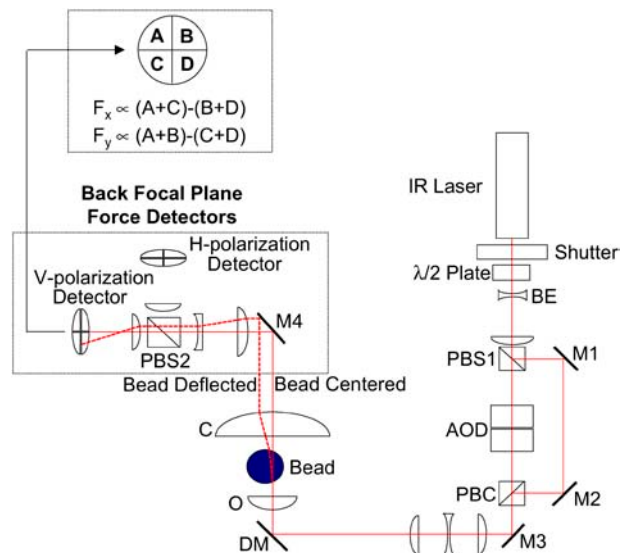 A B
C D
Fx ∝ (A+C)-(B+D)
Fy ∝ (A+B)-(C+D)
Back Focal Plane
Force Detectors
H-polarization
Detector
V-polarization
Detector
M4
PBS2
Bead Deflected
Bead Centered
C
Bead
O
DM
IR Laser
Shutter
λ/2 Plate
BE
PBS1
M1
AOD
PBC
M2
M3